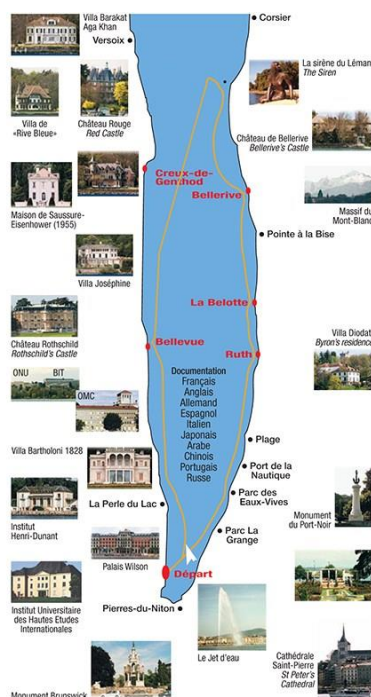 Villa Barakat
Aga Khan
Versoix
Corsier
La sirène du Léman
The Siren
Villa de
«Rive Bleue»
Château Rouge
Red Castle
Château de Bellerive
Bellerive's Castle
Creux-de-
Genthod
Bellerive
Maison de Saussure-
Eisenhower (1955)
Massif du
Mont-Blanc
Pointe à la Bise
Villa Joséphine
La Belotte
Château Rothschild
Rothschild's Castle
Bellevue
Ruth
Villa Diodati
Byron's residence
ONU
BIT
OMC
Documentation
Français
Anglais
Allemand
Espagnol
Italien
Japonais
Arabe
Chinois
Portugais
Russe
Villa Bartholoni 1828
Plage
Port de la
Nautique
La Perle du Lac
Parc des
Eaux-Vives
Institut
Henri-Dunant
Parc La
Grange
Monument
du Port-Noir
Palais Wilson
Départ
Institut Universitaire
des Hautes Etudes
Internationales
Pierres-du-Niton
Le Jet d'eau
Cathédrale
Saint-Pierre
St Peter's
Cathedral
Monument Brunswick